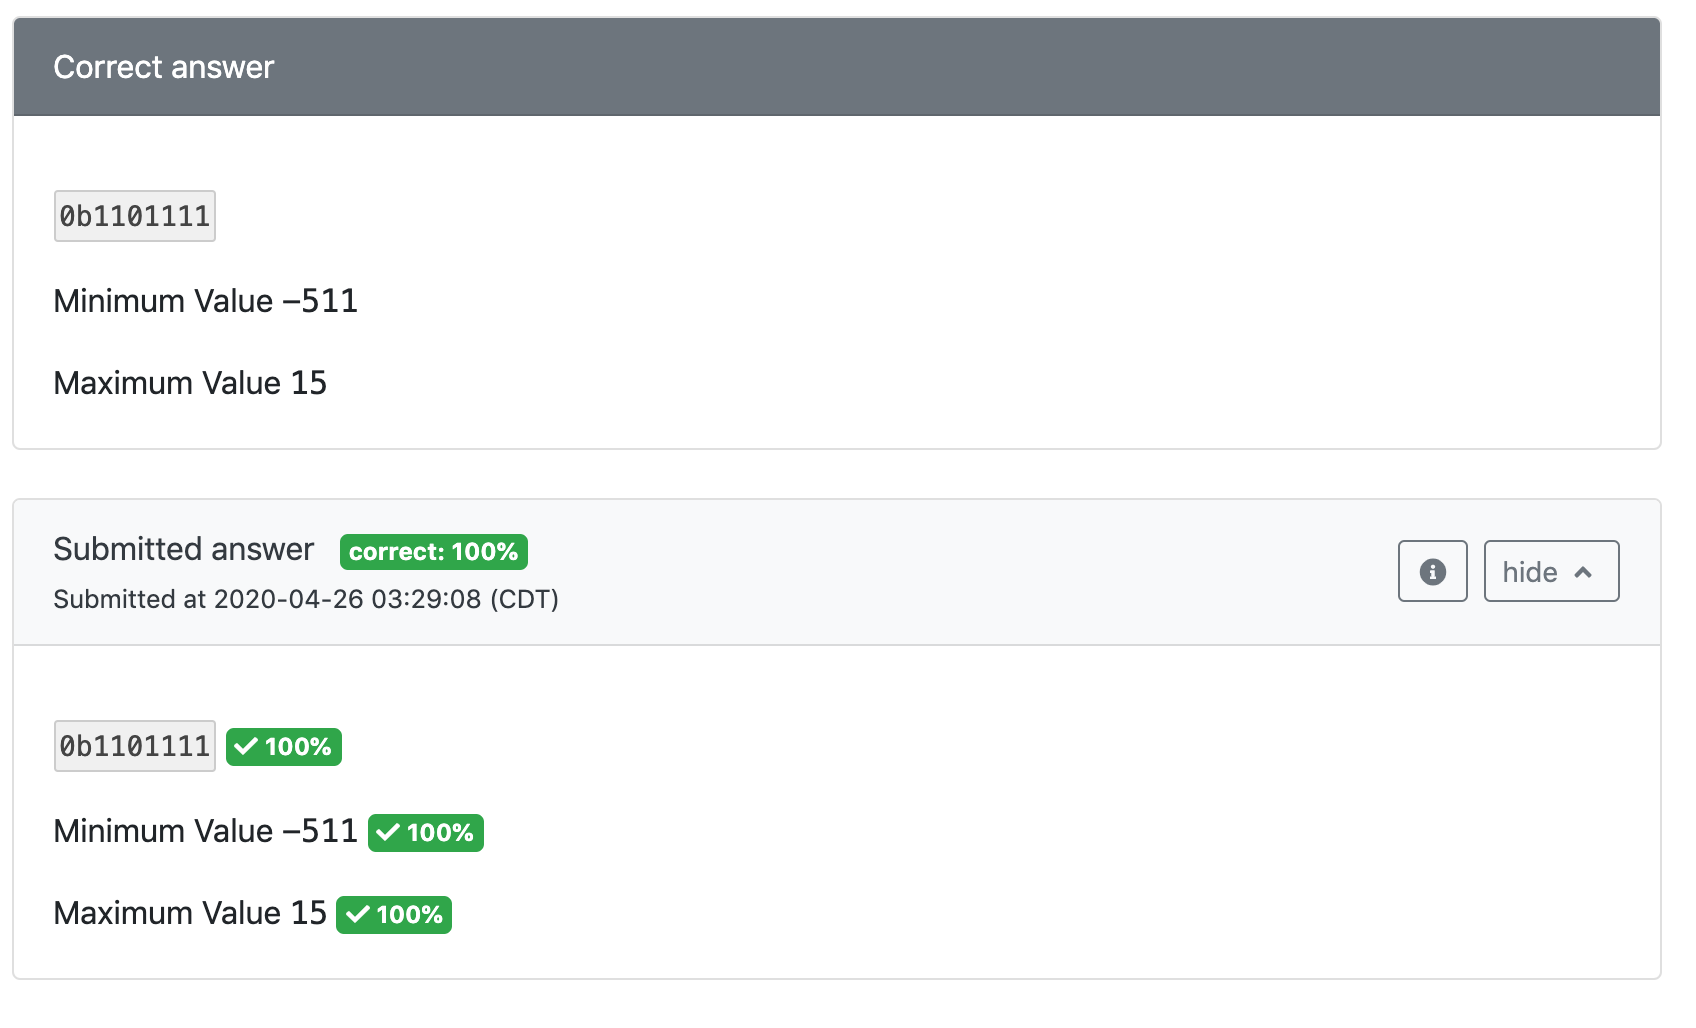 Correct answer
0b1101111
Minimum Value –511
Maximum Value 15
Submitted answer correct: 100%
Submitted at 2020-04-26 03:29:08 (CDT)
hide
0b1101111 100%
Minimum Value –511 100%
Maximum Value 15 100%